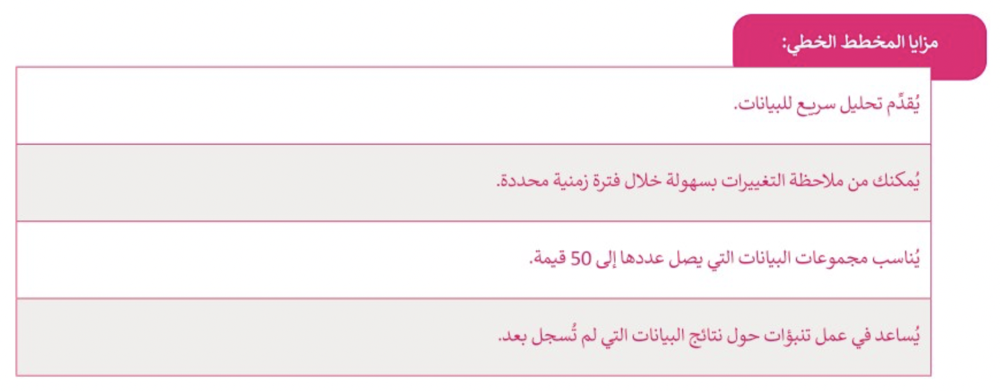 مزايا المخطط الخطي:
يُقدِّم تحليل سريع للبيانات.
يُمكنك من ملاحظة التغييرات بسهولة خلال فترة زمنية محددة.
يُناسب مجموعات البيانات التي يصل عددها إلى 50 قيمة.
يُساعد في عمل تنبؤات حول نتائج البيانات التي لم تُسجل بعد.